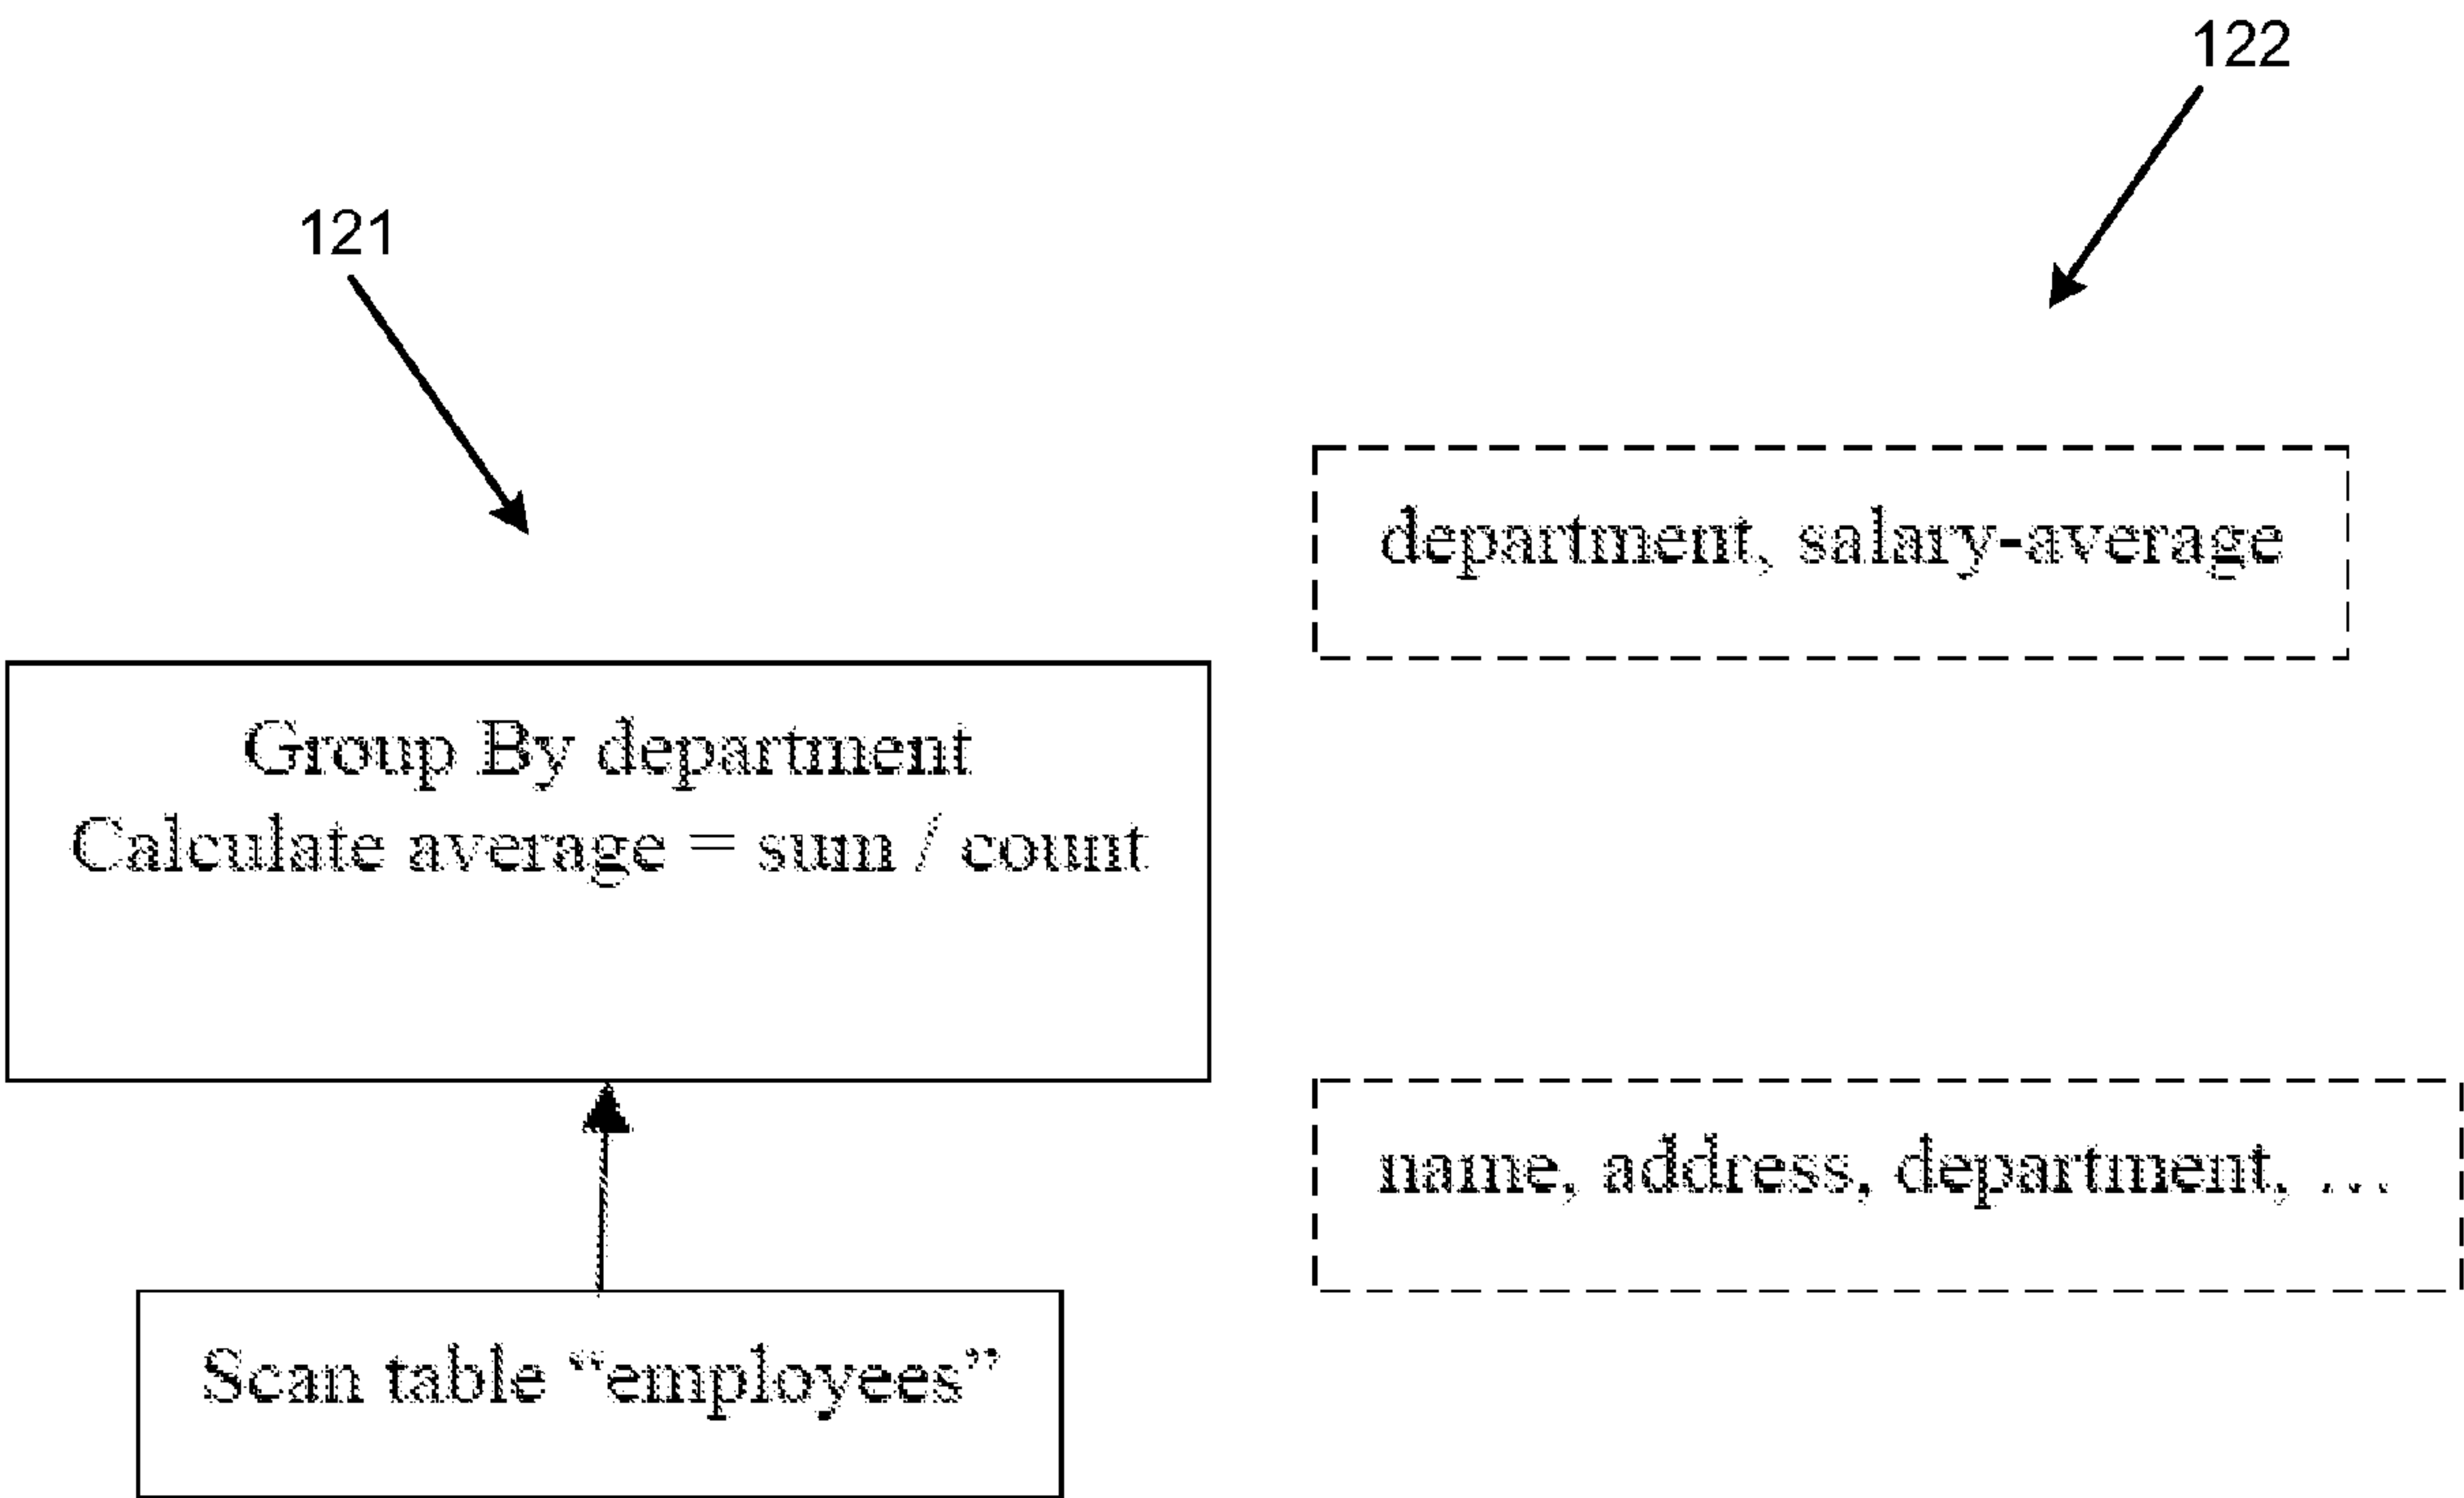 122
121
department, salary-average
Group By department
Calculate average = sum / count
name, address, department, ...
Scan table “employees”